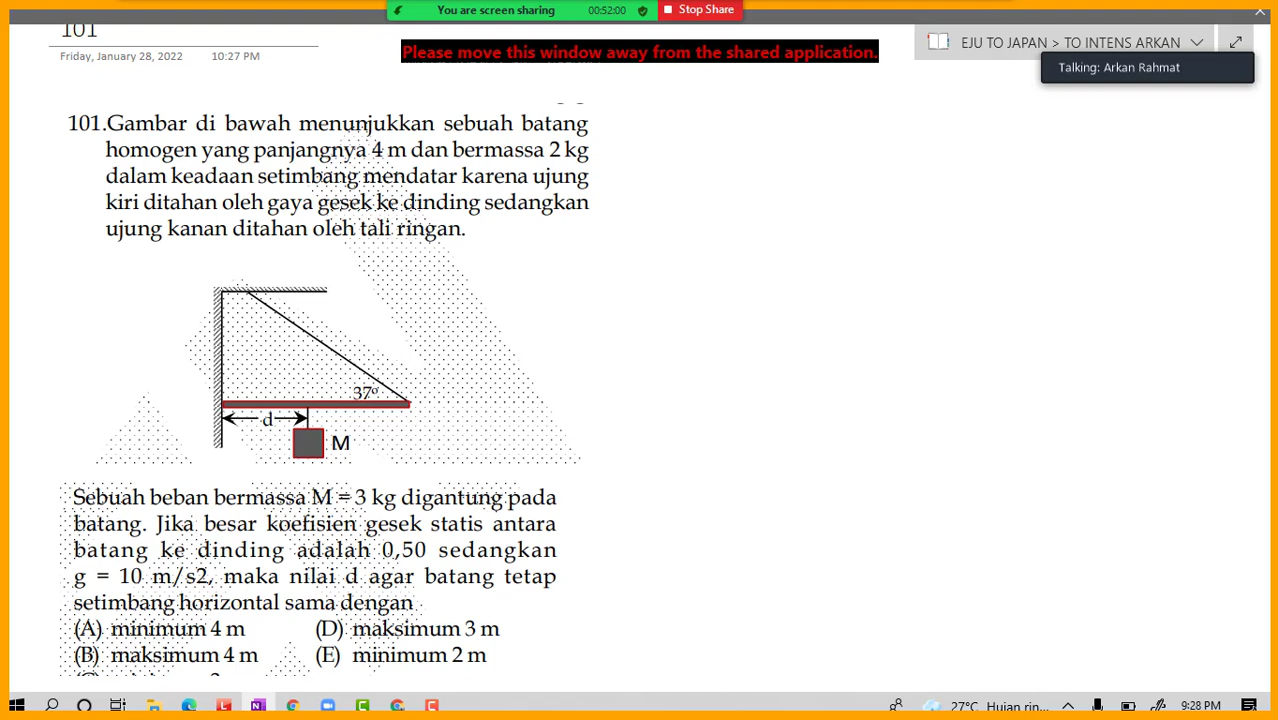 You are screen sharing
00:52:00
Stop Share
101
Friday, January 28, 2022 10:27 PM
Please move this window away from the shared application.
EJU TO JAPAN > TO INTENS ARKAN
Talking: Arkan Rahmat
101.Gambar di bawah menunjukkan sebuah batang
homogen yang panjangnya 4 m dan bermassa 2 kg
dalam keadaan setimbang mendatar karena ujung
kiri ditahan oleh gaya gesek ke dinding sedangkan
ujung kanan ditahan oleh tali ringan.
37º
d
M
Sebuah beban bermassa M = 3 kg digantung pada
batang. Jika besar koefisien gesek statis antara
batang ke dinding adalah 0,50 sedangkan
g = 10 m/s2, maka nilai d agar batang tetap
setimbang horizontal sama dengan
(A) minimum 4 m (D) maksimum 3 m
(B) maksimum 4 m (E) minimum 2 m
27°C Hujan rin...
9:28 PM